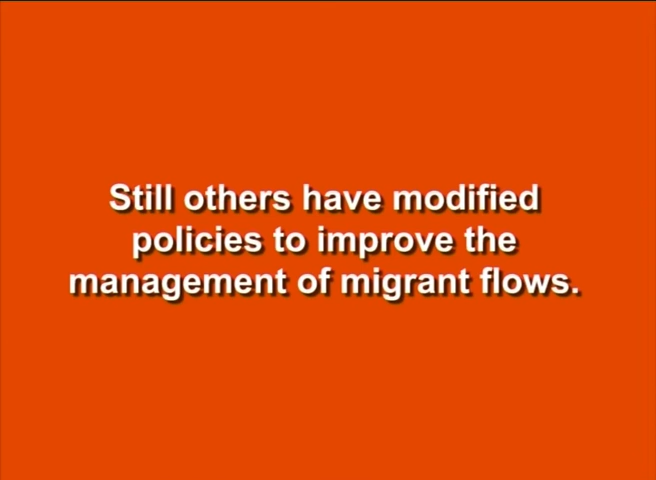 Still others have modified
policies to improve the
management of migrant flows.